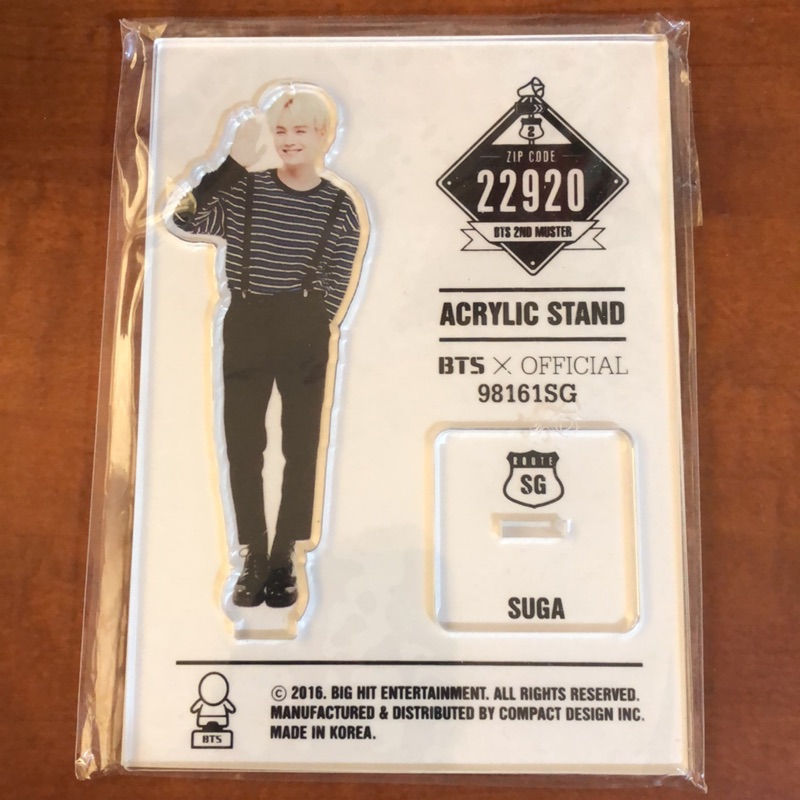 2
ZIP CODE
22920
BTS 2ND MUSTER
ACRYLIC STAND
BTS X OFFICIAL
98161SG
ROUTE
SG
SUGA
BTS
© 2016. BIG HIT ENTERTAINMENT. ALL RIGHTS RESERVED.
MANUFACTURED & DISTRIBUTED BY COMPACT DESIGN INC.
MADE IN KOREA.